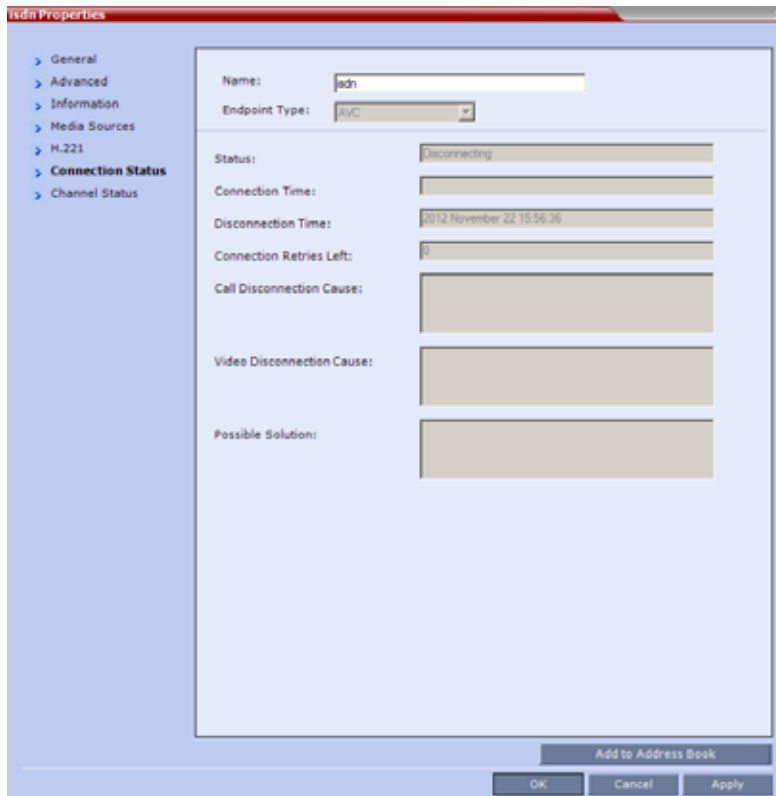 isdn Properties
General
Advanced
Information
Media Sources
H.221
Connection Status
Channel Status
Name: isdn
Endpoint Type: AVC
Status: Disconnecting
Connection Time:
Disconnection Time: 2012 November 22 15:56:36
Connection Retries Left: 0
Call Disconnection Cause:
Video Disconnection Cause:
Possible Solution:
Add to Address Book
OK Cancel Apply